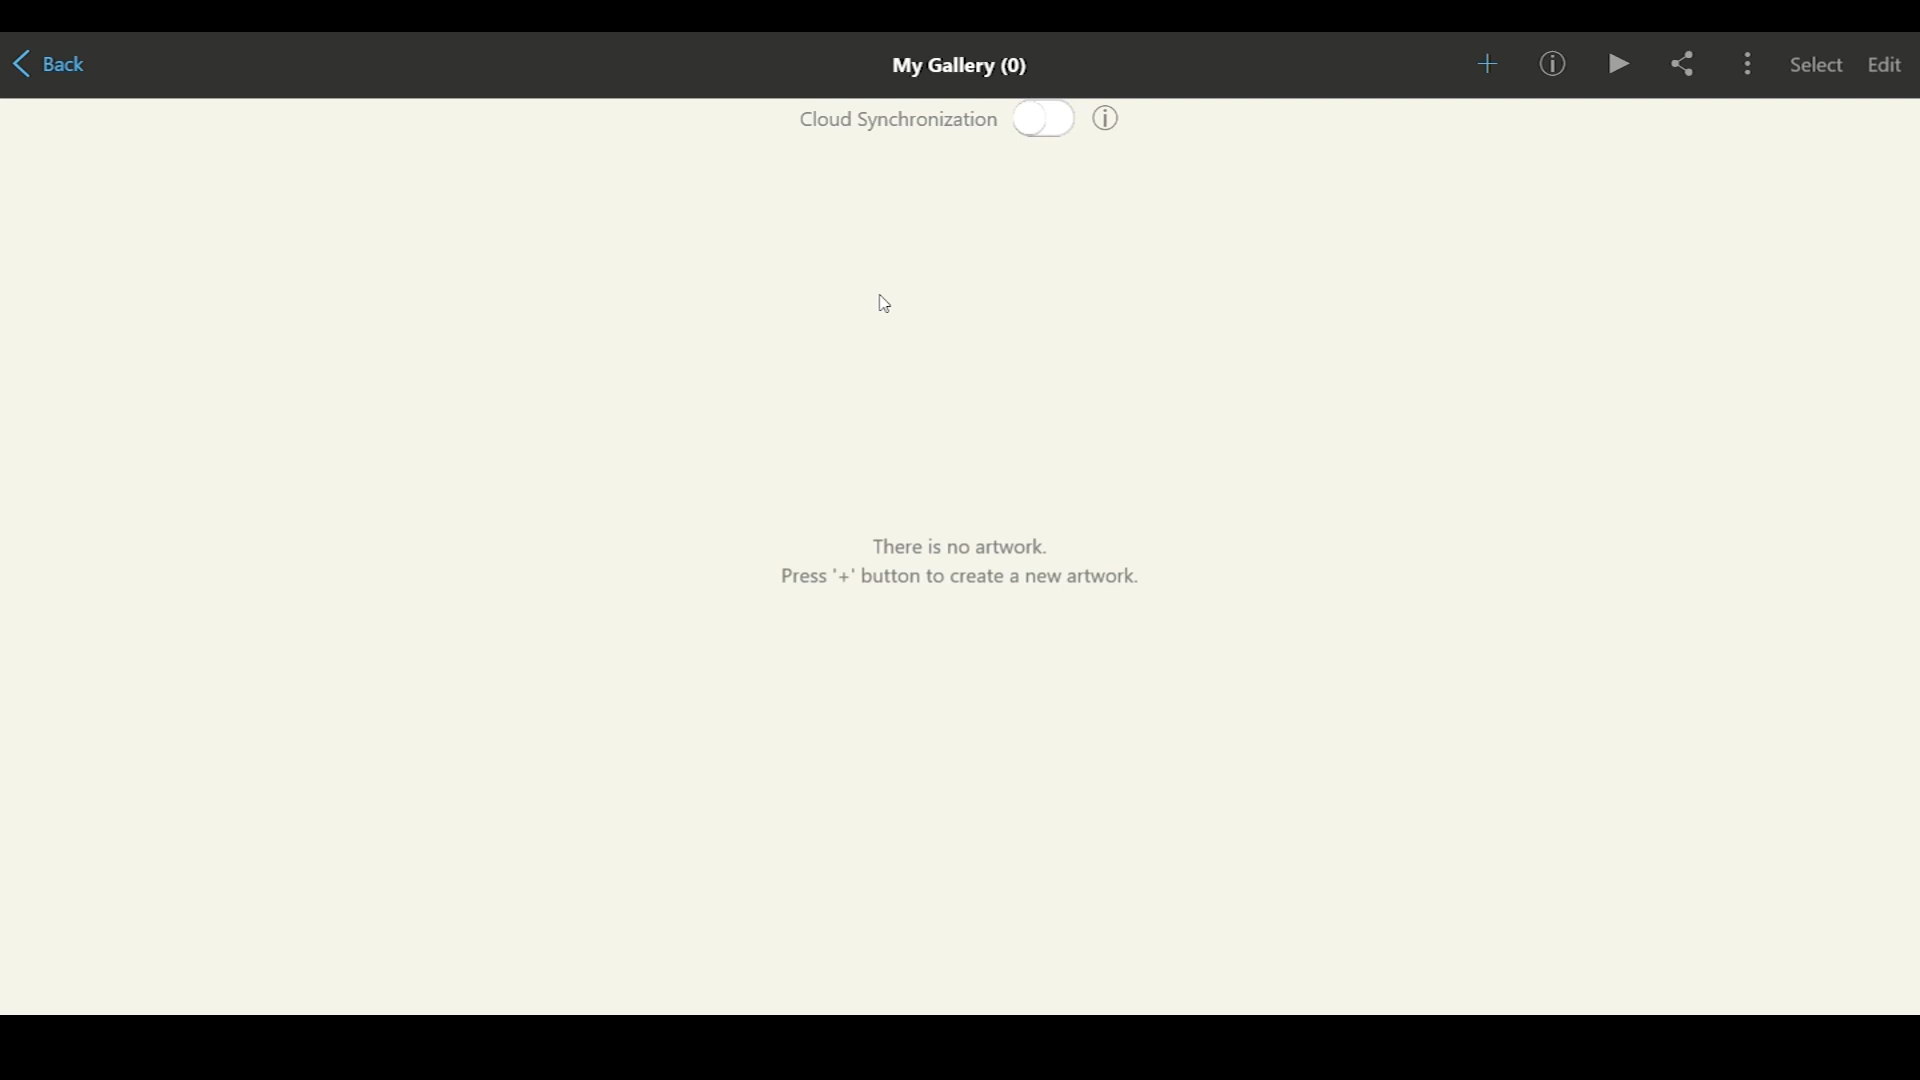 Back
My Gallery (0)
Select
Edit
Cloud Synchronization
There is no artwork.
Press '+' button to create a new artwork.